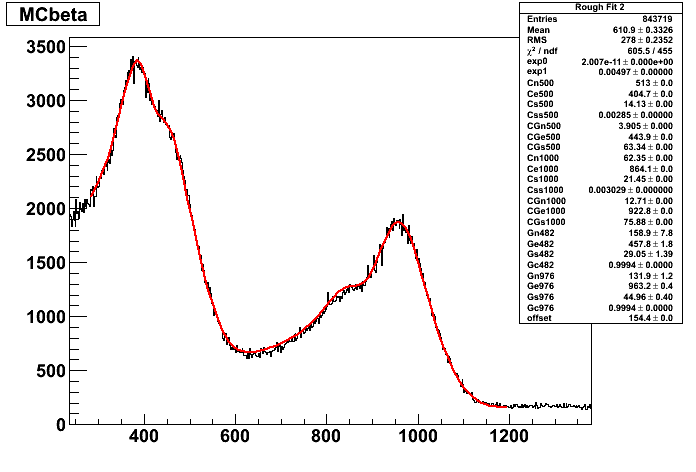 MCbeta
Rough Fit 2
Entries 843719
Mean 610.9 ± 0.3326
RMS 278 ± 0.2352
χ² / ndf 605.5 / 455
exp0 2.007e-11 ± 0.000e+00
exp1 0.00497 ± 0.00000
Cn500 513 ± 0.0
Ce500 404.7 ± 0.0
Cs500 14.13 ± 0.00
Css500 0.00285 ± 0.00000
CGn500 3.905 ± 0.000
CGe500 443.9 ± 0.0
CGs500 63.34 ± 0.00
Cn1000 62.35 ± 0.00
Ce1000 864.1 ± 0.0
Cs1000 21.45 ± 0.00
Css1000 0.003029 ± 0.000000
CGn1000 12.71 ± 0.00
CGe1000 922.8 ± 0.0
CGs1000 75.88 ± 0.00
Gn482 158.9 ± 7.8
Ge482 457.8 ± 1.8
Gs482 29.05 ± 1.39
Gc482 0.9994 ± 0.0000
Gn976 131.9 ± 1.2
Ge976 963.2 ± 0.4
Gs976 44.96 ± 0.40
Gc976 0.9994 ± 0.0000
offset 154.4 ± 0.0
3500
3000
2500
2000
1500
1000
500
0
400 600 800 1000 1200